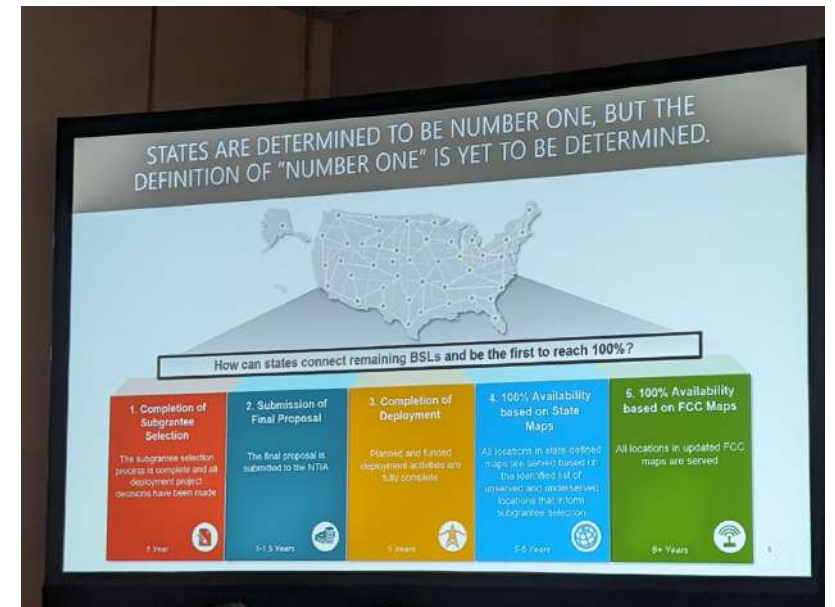 STATES ARE DETERMINED TO BE NUMBER ONE, BUT THE
DEFINITION OF "NUMBER ONE" IS YET TO BE DETERMINED.
How can states connect remaining BSLs and be the first to reach 100%?
1. Completion of
Subgrantee
Selection
The subgrantee selection
process is complete and all
deployment project
decisions have been made
1 Year
2. Submission of
Final Proposal
The final proposal is
submitted to the NTIA
1-1.5 Years
3. Completion of
Deployment
Planned and funded
deployment activities are
fully complete
5 Years
4. 100% Availability
based on State
Maps
All locations in state defined
maps are served based on
the identified list of
unserved and underserved
locations that inform
subgrantee selection
5-6 Years
5. 100% Availability
based on FCC Maps
All locations in updated FCC
maps are served
6+ Years
5